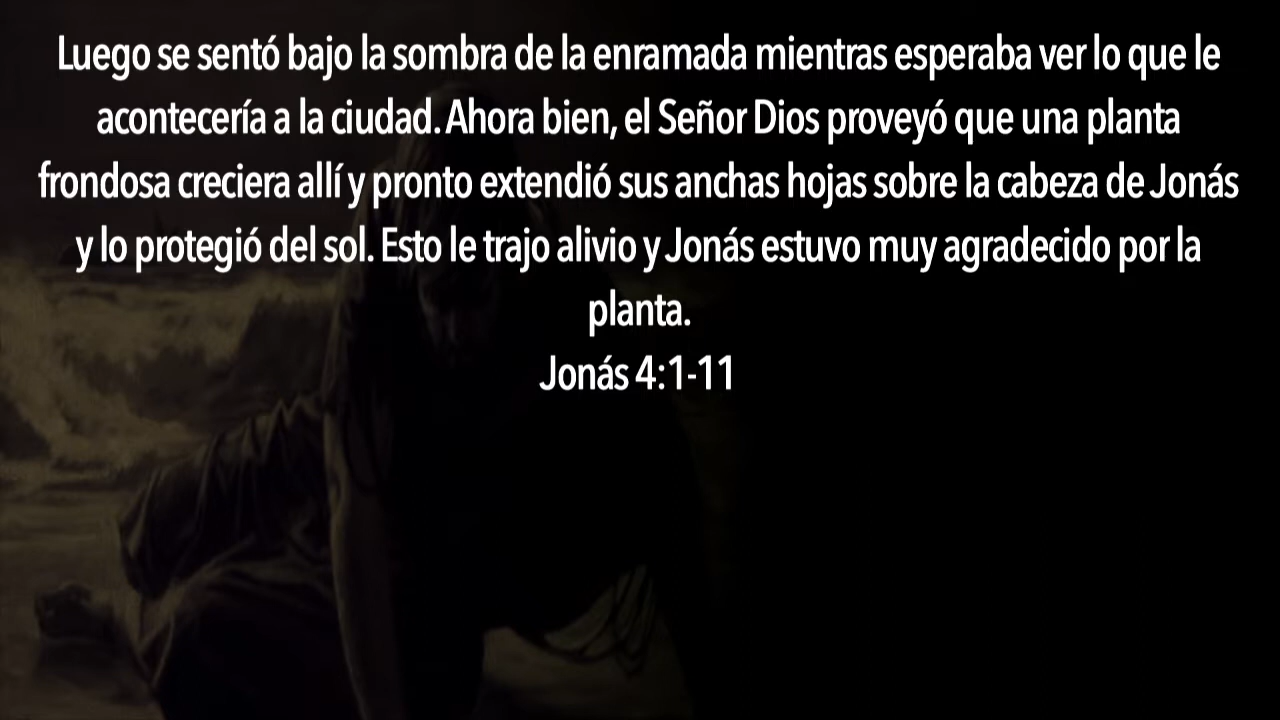 Luego se sentó bajo la sombra de la enramada mientras esperaba ver lo que le
acontecería a la ciudad. Ahora bien, el Señor Dios proveyó que una planta
frondosa creciera allí y pronto extendió sus anchas hojas sobre la cabeza de Jonás
y lo protegió del sol. Esto le trajo alivio y Jonás estuvo muy agradecido por la
planta.
Jonás 4:1-11